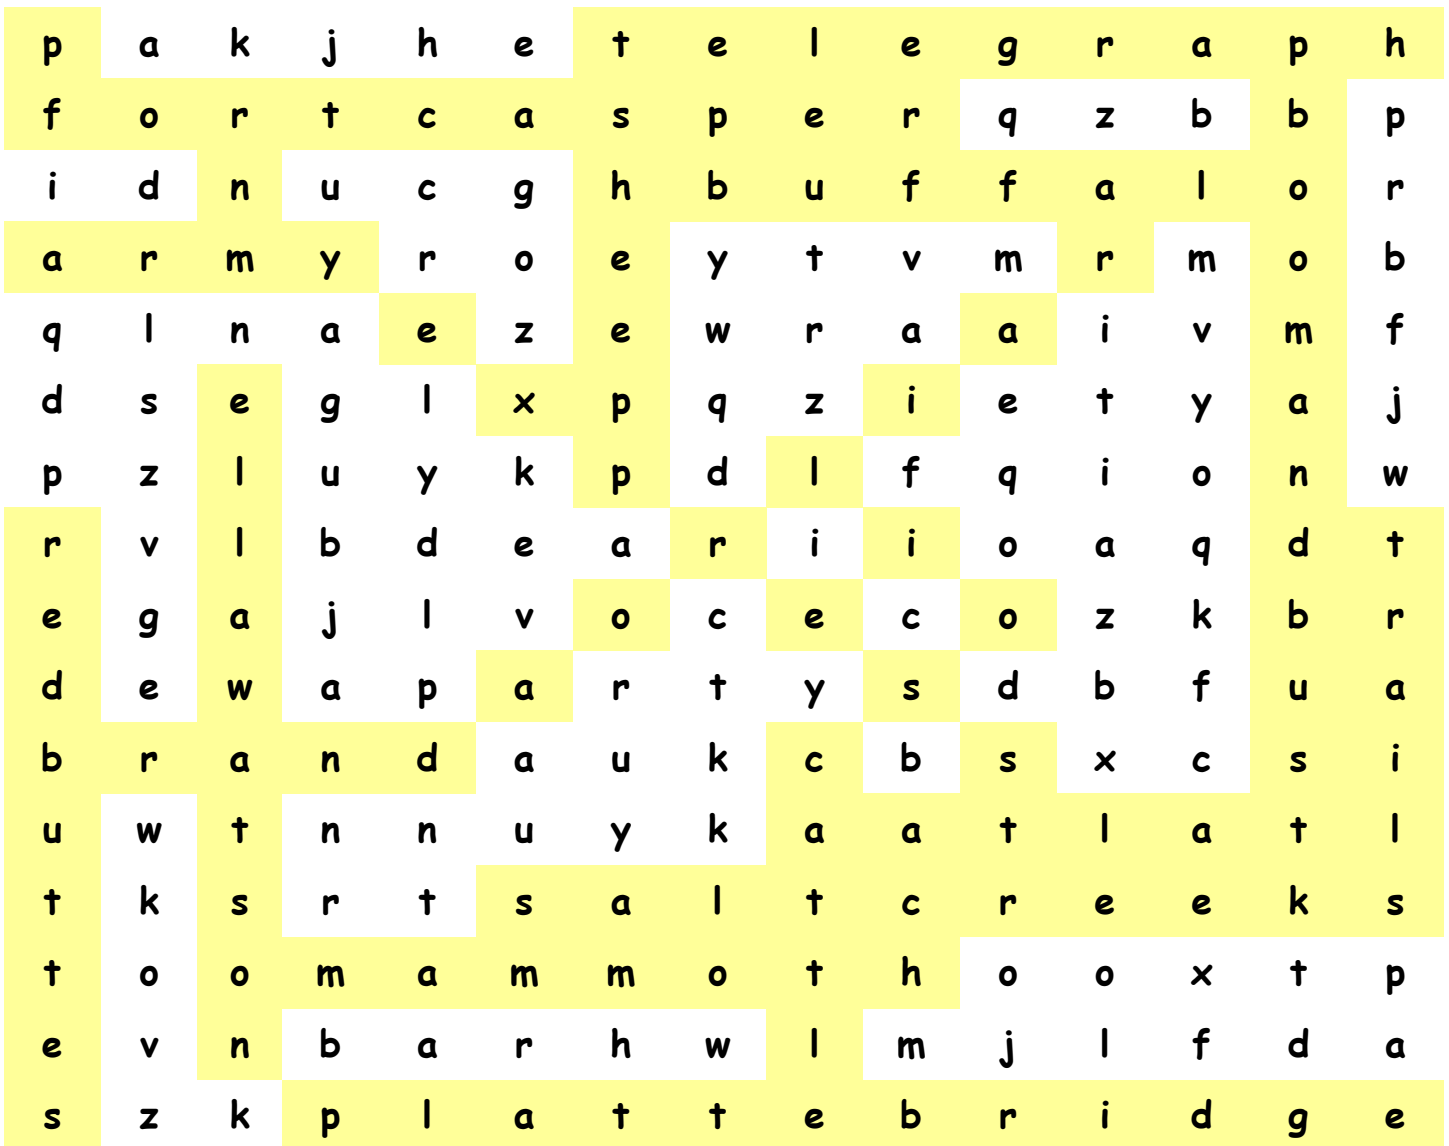 p a k j h e t e l e g r a p h
f o r t c a s p e r q z b b p
i d n u c g h b u f f a l o r
a r m y r o e y t v m r m o b
q l n a e z e w r a a i v m f
d s e g l x p q z i e t y a j
p z l u y k p d l f q i o n w
r v l b d e a r i i o a q d t
e g a j l v o c e c o z k b r
d e w a p a r t y s d b f u a
b r a n d a u k c b s x c s i
u w t n n u y k a a t l a t l
t k s r t s a l t c r e e k s
t o o m a m m o t h o o x t p
e v n b a r h w l m j l f d a
s z k p l a t t e b r i d g e